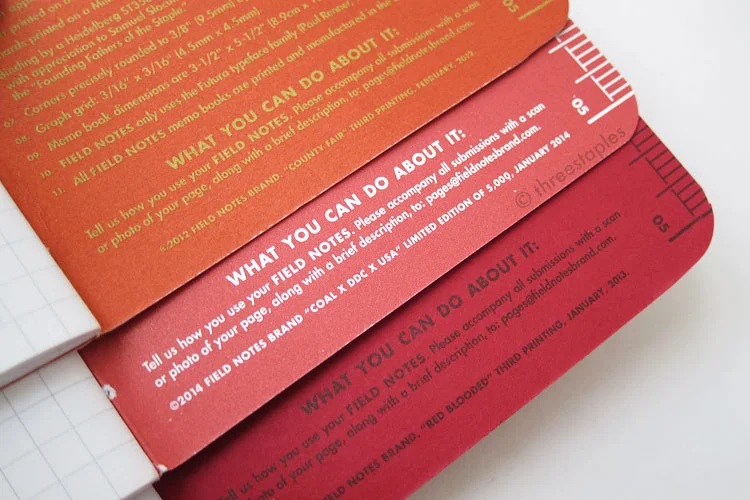 Binding by a Heidelberg
with appreciation to Samuel
the "Founding Fathers of the Staple."
Corners precisely rounded to 3/8" (9.5mm)
08. Graph grid: 3/16" x 3/16" (4.5mm x 4.5mm).
09. Memo book dimensions are 3-1/2" x 5-1/2"
10. FIELD NOTES only uses the Futura typeface family (Paul Renner,
11. All FIELD NOTES memo books are printed and manufactured in the
WHAT YOU CAN DO ABOUT IT:
Tell us how you use your FIELD NOTES. Please accompany all submissions with a scan
or photo of your page, along with a brief description, to: pages@fieldnotesbrand.com.
©2012 FIELD NOTES BRAND. "COUNTY FAIR" THIRD PRINTING, FEBRUARY, 2013.
05
WHAT YOU CAN DO ABOUT IT:
Tell us how you use your FIELD NOTES. Please accompany all submissions with a scan
or photo of your page, along with a brief description, to: pages@fieldnotesbrand.com.
©2014 FIELD NOTES BRAND "COAL X DDC X USA" LIMITED EDITION OF 5,000, JANUARY 2014
05
© threestaples
WHAT YOU CAN DO ABOUT IT:
Tell us how you use your FIELD NOTES. Please accompany all submissions with a scan
or photo of your page, along with a brief description, to: pages@fieldnotesbrand.com.
FIELD NOTES BRAND. "RED BLOODED" THIRD PRINTING, JANUARY, 2013.
05